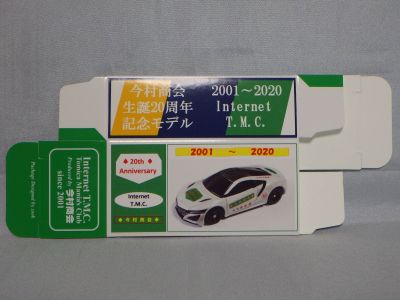 今村商会 2001～2020
生誕20周年 Internet
記念モデル T.M.C.
2001 ～ 2020
♦ 20th ♦
Anniversary
Internet
T.M.C.
◆今村商会◆
Internet T.M.C.
Tomica Mania's Club
Produced by 今村商会
since 2001
Package Designed by